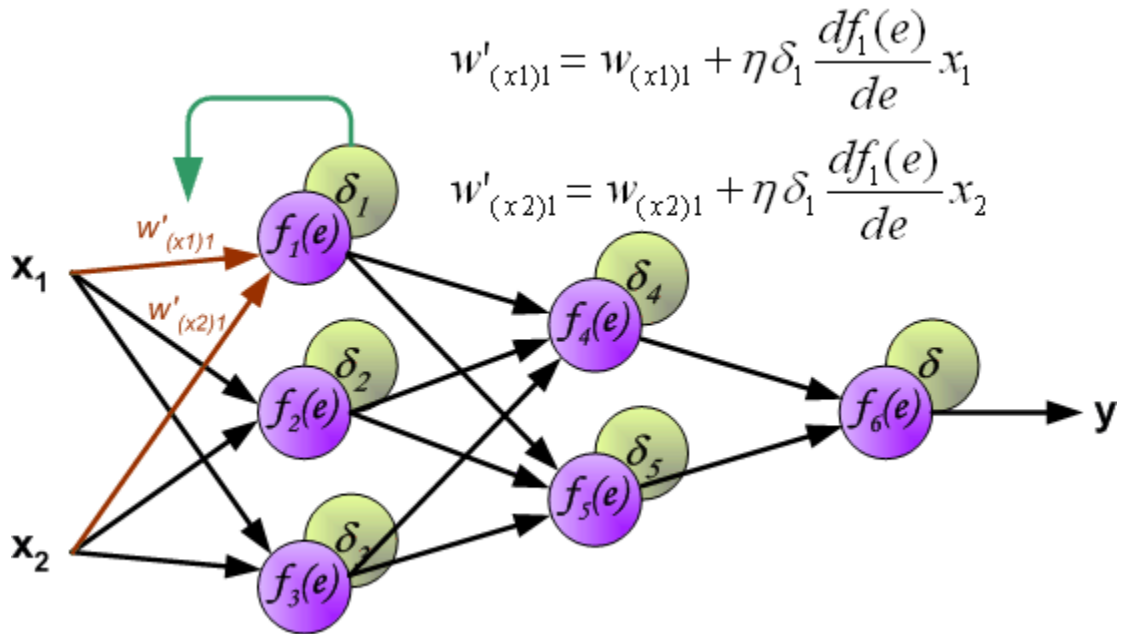 w'(x1)1 = w(x1)1 + η δ1 df1(e)/de x1
w'(x2)1 = w(x2)1 + η δ1 df1(e)/de x2
δ1
f1(e)
w'(x1)1
x1
w'(x2)1
δ4
f4(e)
δ2
f2(e)
δ
f6(e)
y
δ5
f5(e)
δ3
f3(e)
x2